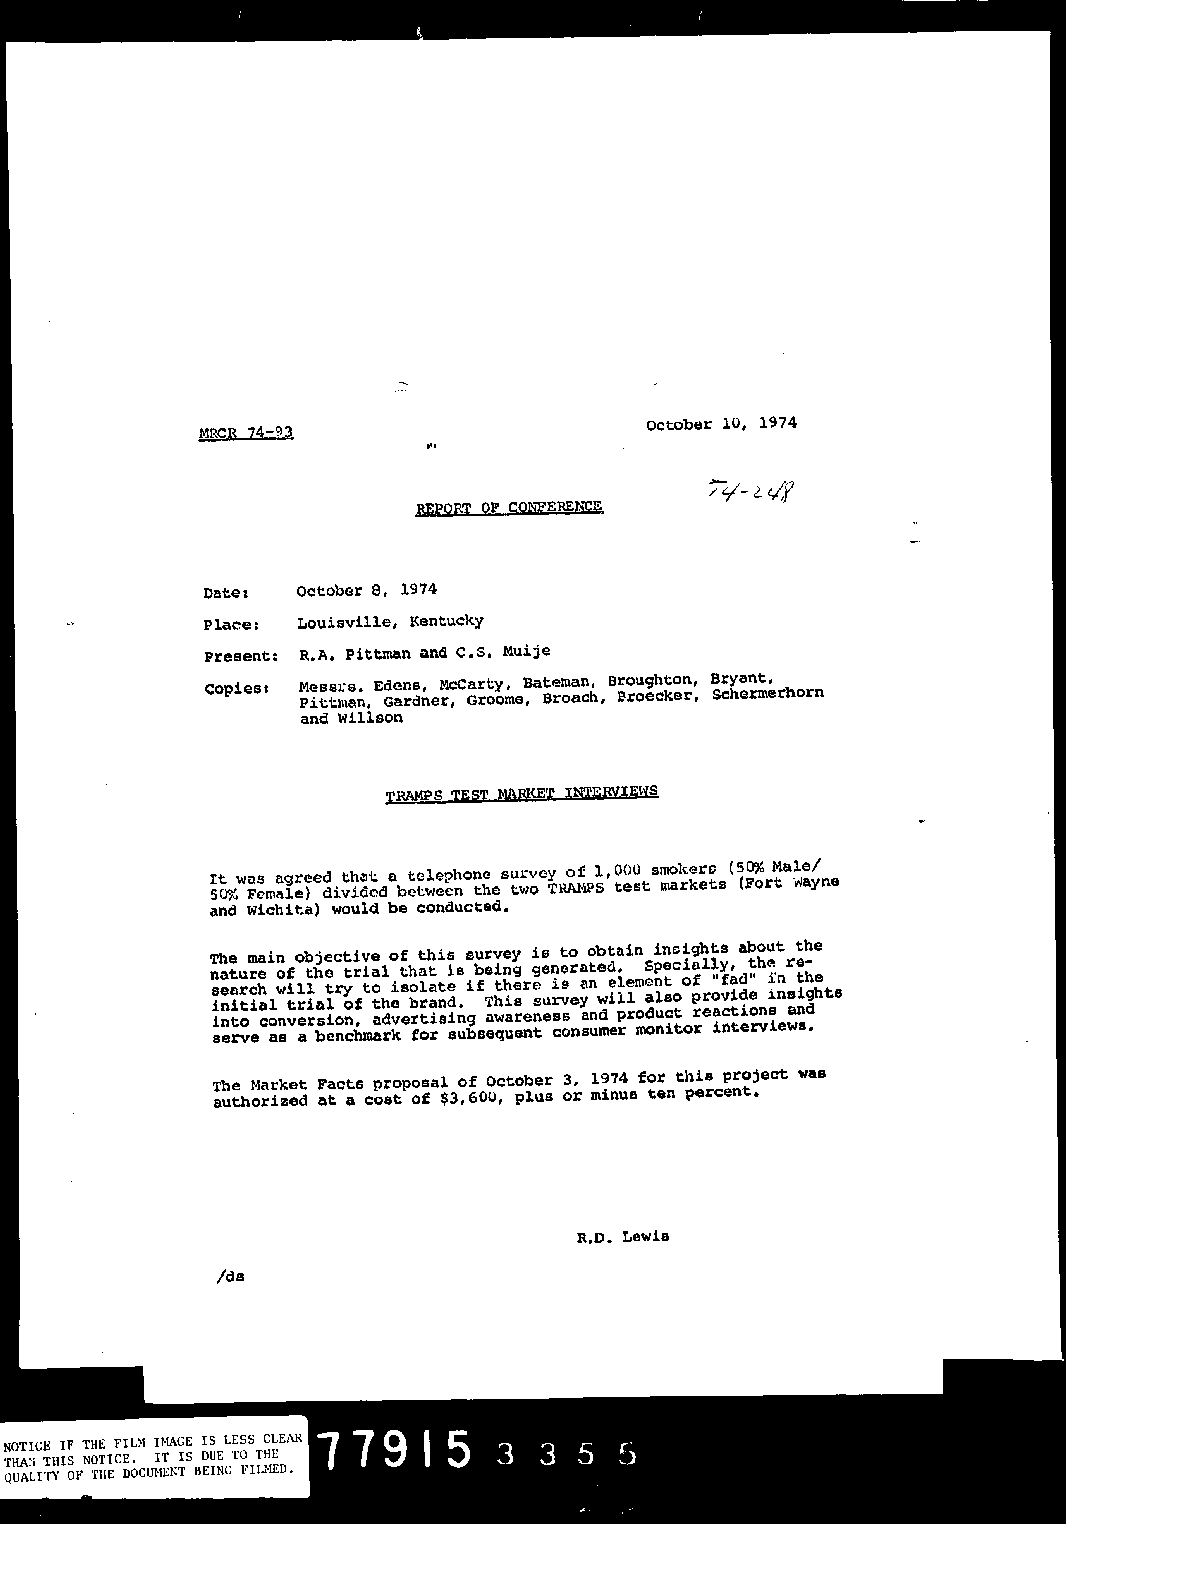 MRCR 74-93
October 10, 1974
74-248
REPORT OF CONFERENCE
Date: October 8, 1974
Place: Louisville, Kentucky
Present: R.A. Pittman and C.S. Muije
Copies: Messrs. Edens, McCarty, Bateman, Broughton, Bryant,
Pittman, Gardner, Groome, Broach, Broecker, Schermerhorn
and Willson
TRAMPS TEST MARKET INTERVIEWS
It was agreed that a telephone survey of 1,000 smokers (50% Male/
50% Female) divided between the two TRAMPS test markets (Fort Wayne
and Wichita) would be conducted.
The main objective of this survey is to obtain insights about the
nature of the trial that is being generated. Specially, the re-
search will try to isolate if there is an element of "fad" in the
initial trial of the brand. This survey will also provide insights
into conversion, advertising awareness and product reactions and
serve as a benchmark for subsequent consumer monitor interviews.
The Market Facts proposal of October 3, 1974 for this project was
authorized at a cost of $3,600, plus or minus ten percent.
R.D. Lewis
/ds
NOTICE IF THE FILM IMAGE IS LESS CLEAR
THAN THIS NOTICE. IT IS DUE TO THE
QUALITY OF THE DOCUMENT BEING FILMED.
77915 3355